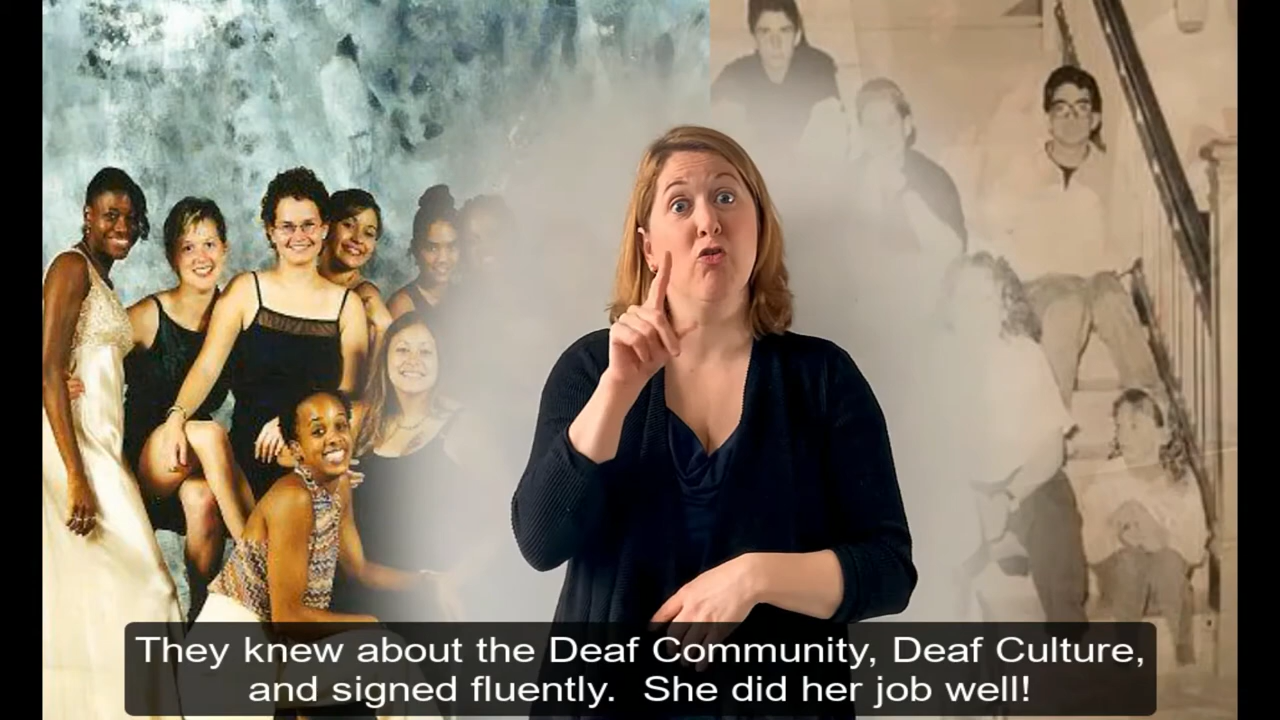 They knew about the Deaf Community, Deaf Culture,
and signed fluently.  She did her job well!